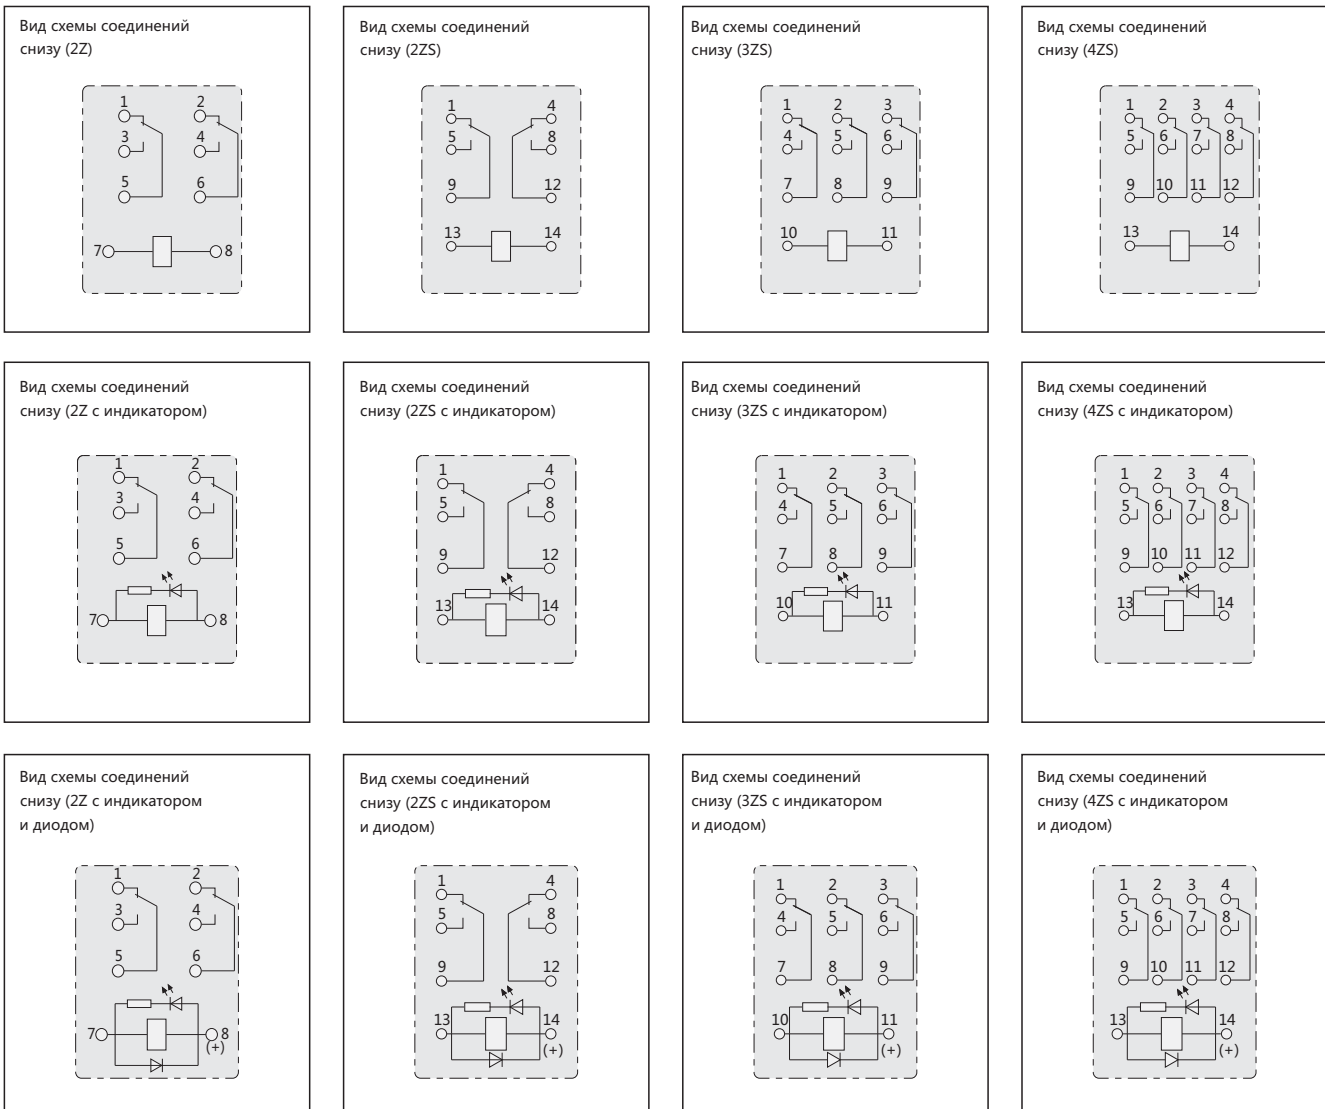 Вид схемы соединений
снизу (2Z)
1 2
3 4
5 6
7 8
Вид схемы соединений
снизу (2ZS)
1 4
5 8
9 12
13 14
Вид схемы соединений
снизу (3ZS)
1 2 3
4 5 6
7 8 9
10 11
Вид схемы соединений
снизу (4ZS)
1 2 3 4
5 6 7 8
9 10 11 12
13 14
Вид схемы соединений
снизу (2Z с индикатором)
1 2
3 4
5 6
7 8
Вид схемы соединений
снизу (2ZS с индикатором)
1 4
5 8
9 12
13 14
Вид схемы соединений
снизу (3ZS с индикатором)
1 2 3
4 5 6
7 8 9
10 11
Вид схемы соединений
снизу (4ZS с индикатором)
1 2 3 4
5 6 7 8
9 10 11 12
13 14
Вид схемы соединений
снизу (2Z с индикатором
и диодом)
1 2
3 4
5 6
7 8
(+)
Вид схемы соединений
снизу (2ZS с индикатором
и диодом)
1 4
5 8
9 12
13 14
(+)
Вид схемы соединений
снизу (3ZS с индикатором
и диодом)
1 2 3
4 5 6
7 8 9
10 11
(+)
Вид схемы соединений
снизу (4ZS с индикатором
и диодом)
1 2 3 4
5 6 7 8
9 10 11 12
13 14
(+)